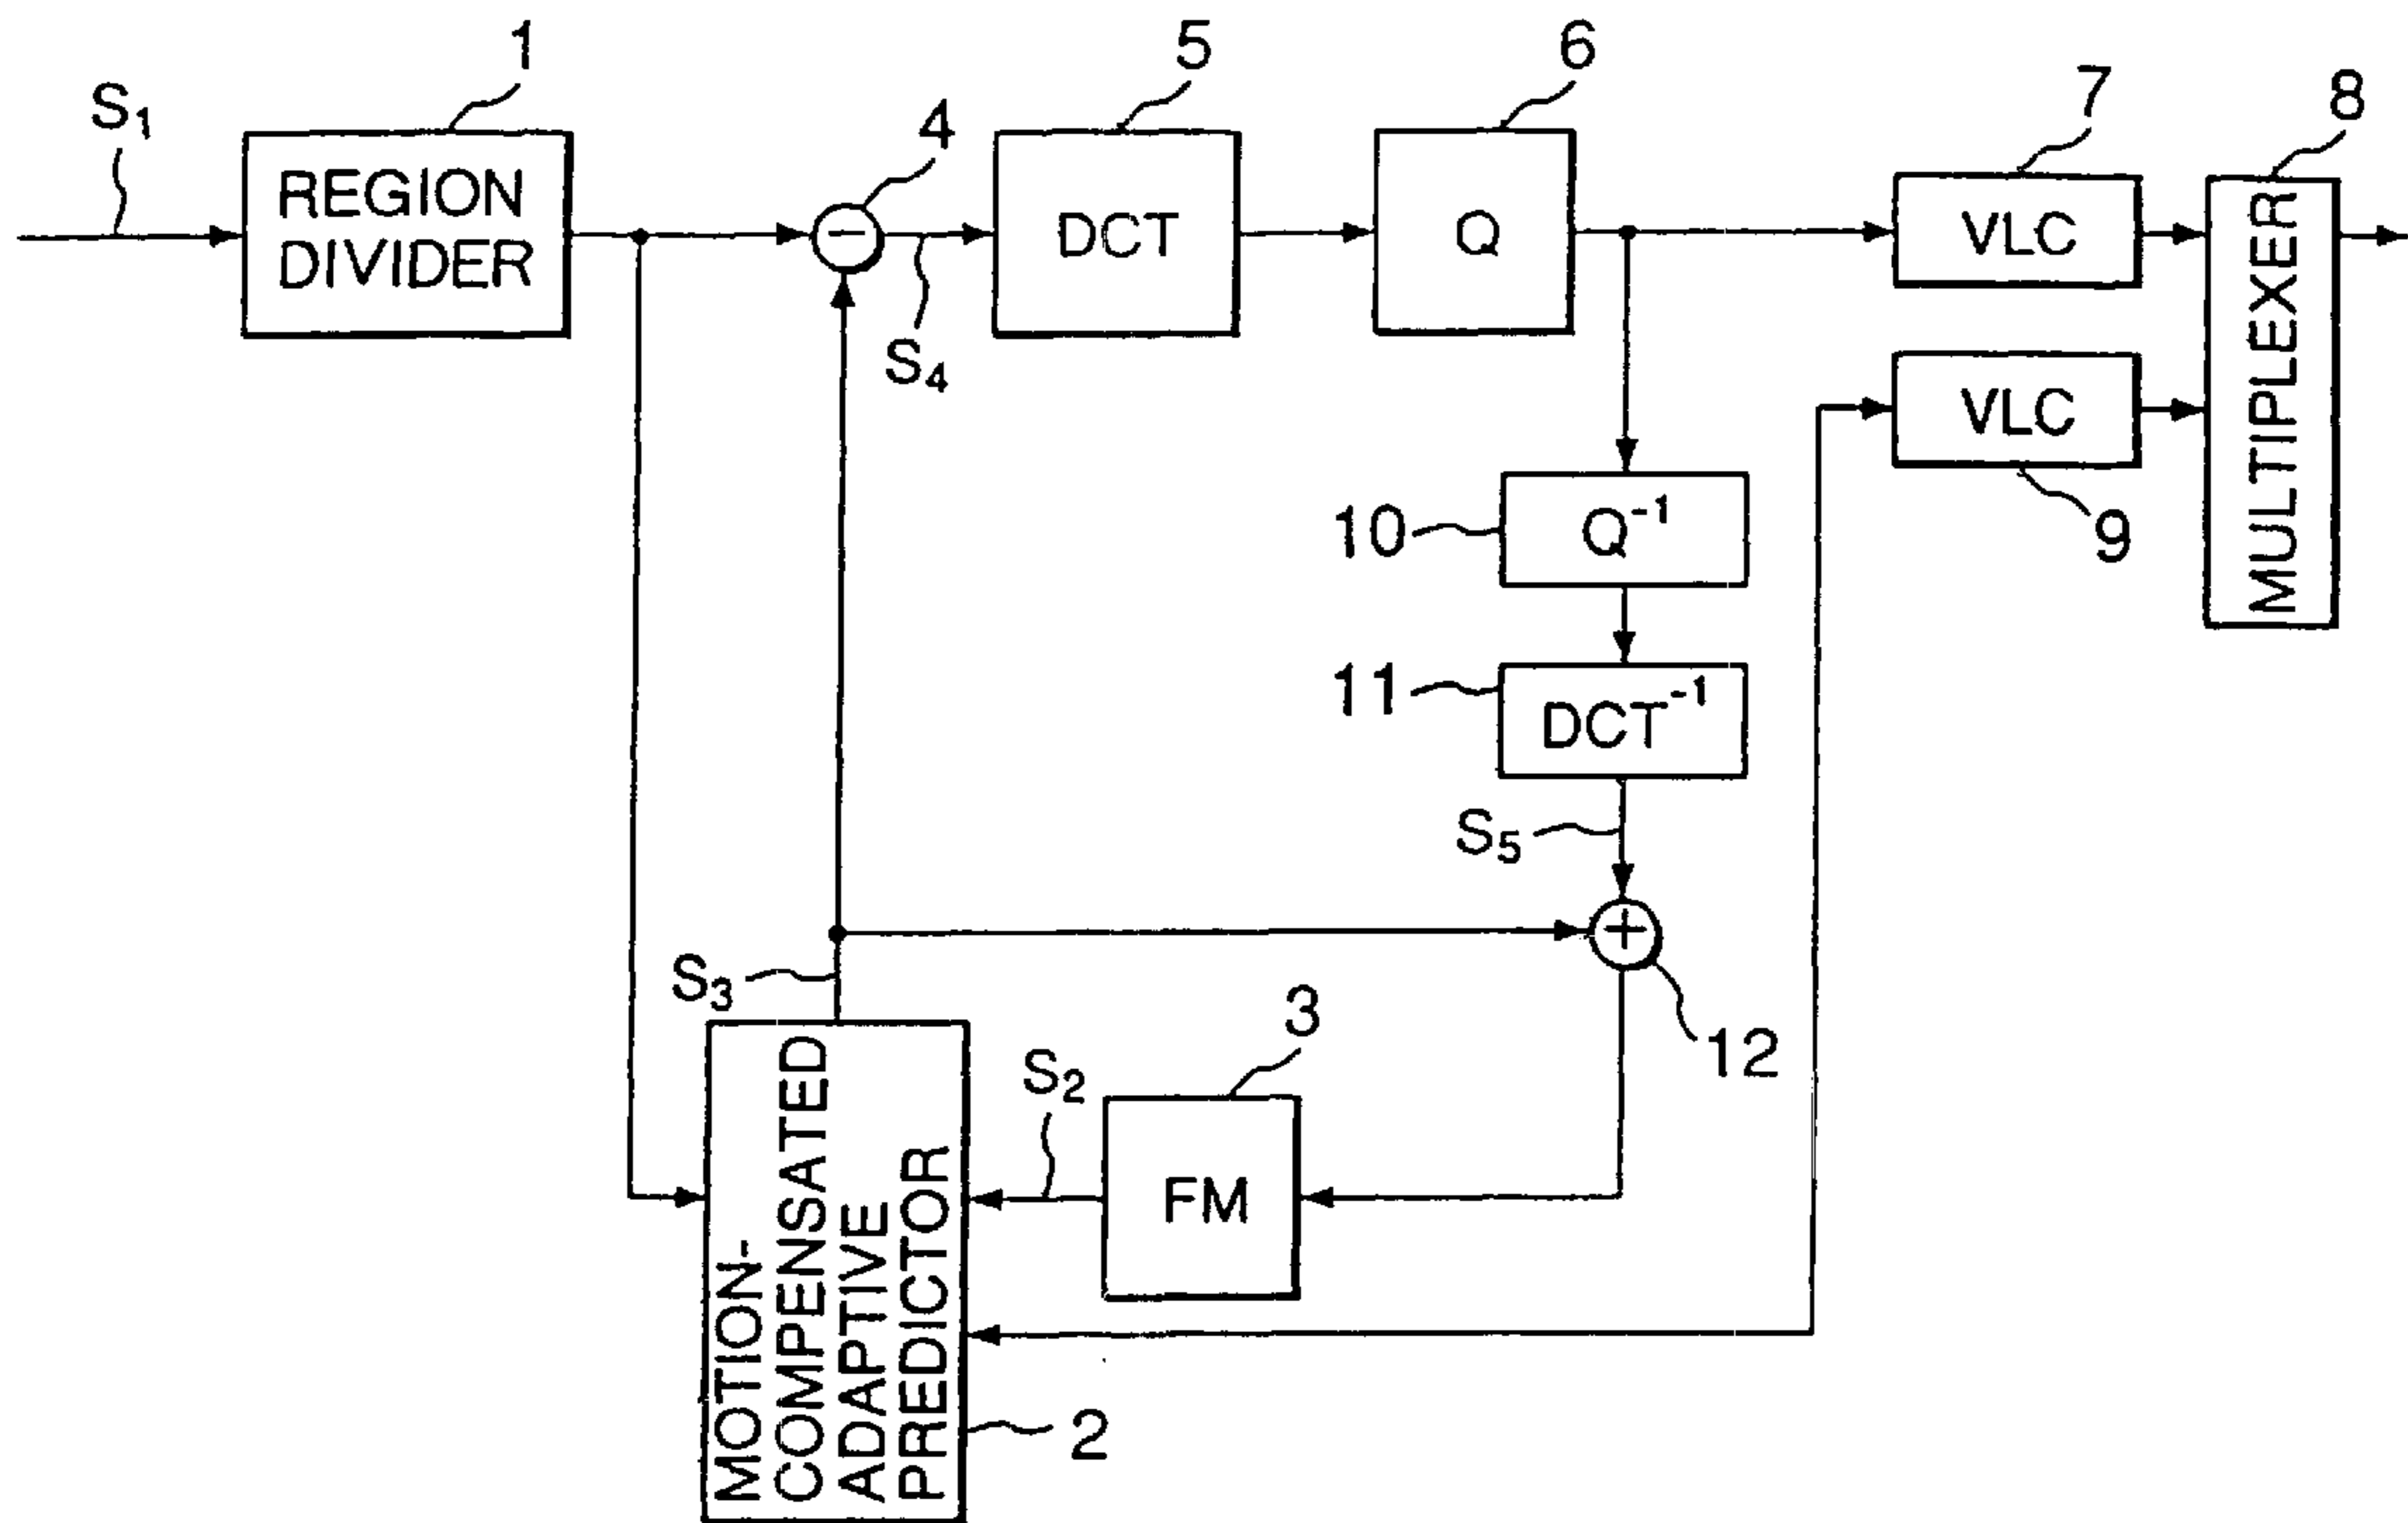 1
5
6
7
8
S1
4
REGION
DIVIDER
DCT
Q
VLC
MULTIPLEXER
S4
VLC
9
10
Q-1
11
DCT-1
S5
S3
12
3
S2
FM
MOTION-
COMPENSATED
ADAPTIVE
PREDICTOR
2